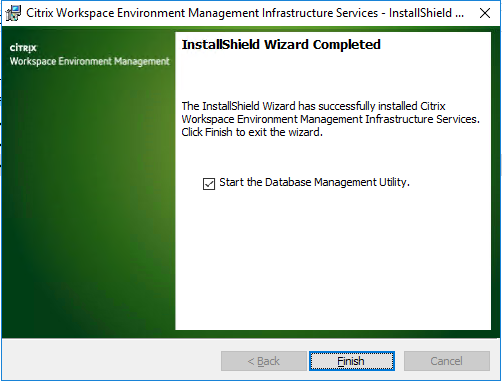 Citrix Workspace Environment Management Infrastructure Services - InstallShield ...
CİTRIX
Workspace Environment Management
InstallShield Wizard Completed
The InstallShield Wizard has successfully installed Citrix
Workspace Environment Management Infrastructure Services.
Click Finish to exit the wizard.
Start the Database Management Utility.
< Back
Finish
Cancel